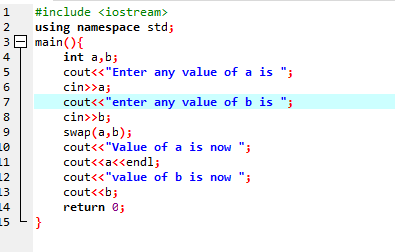 1 #include <iostream>
2 using namespace std;
3 main(){
4 int a,b;
5 cout<<"Enter any value of a is ";
6 cin>>a;
7 cout<<"enter any value of b is ";
8 cin>>b;
9 swap(a,b);
10 cout<<"Value of a is now ";
11 cout<<a<<endl;
12 cout<<"value of b is now ";
13 cout<<b;
14 return 0;
15 }